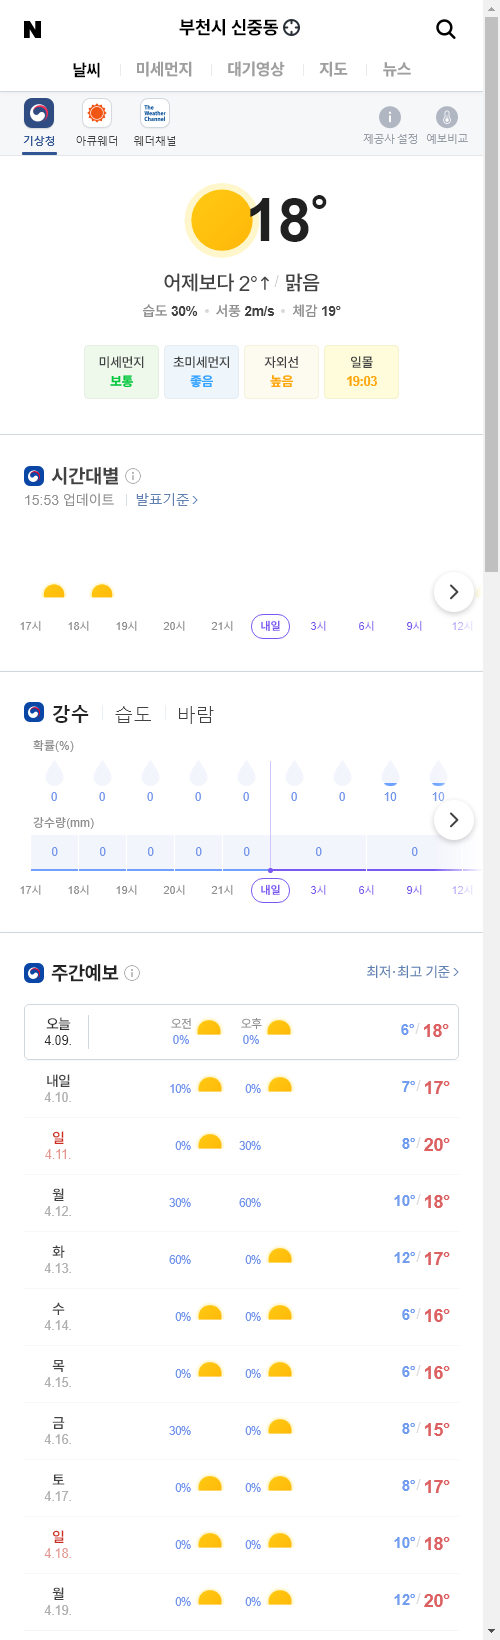 N
부천시 신중동
날씨 미세먼지 대기영상 지도 뉴스
The Weather Channel
기상청 아큐웨더 웨더채널 제공사 설정 예보비교
18°
어제보다 2°↑ / 맑음
습도 30% 서풍 2m/s 체감 19°
미세먼지 초미세먼지 자외선 일몰
보통 좋음 높음 19:03
시간대별
15:53 업데이트 발표기준 >
17시 18시 19시 20시 21시 내일 3시 6시 9시 12시
강수 습도 바람
확률(%)
0 0 0 0 0 0 0 10 10
강수량(mm)
0 0 0 0 0 0 0
17시 18시 19시 20시 21시 내일 3시 6시 9시 12시
주간예보 최저·최고 기준 >
오늘 오전 오후
4.09. 0% 0% 6°/ 18°
내일
4.10. 10% 0% 7°/ 17°
일
4.11. 0% 30% 8°/ 20°
월
4.12. 30% 60% 10°/ 18°
화
4.13. 60% 0% 12°/ 17°
수
4.14. 0% 0% 6°/ 16°
목
4.15. 0% 0% 6°/ 16°
금
4.16. 30% 0% 8°/ 15°
토
4.17. 0% 0% 8°/ 17°
일
4.18. 0% 0% 10°/ 18°
월
4.19. 0% 0% 12°/ 20°